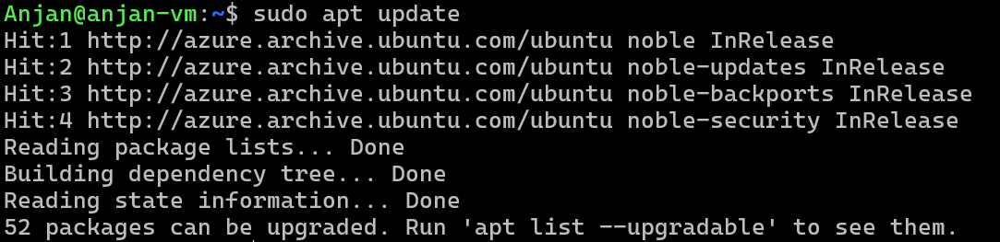 Anjan@anjan-vm:~$ sudo apt update
Hit:1 http://azure.archive.ubuntu.com/ubuntu noble InRelease
Hit:2 http://azure.archive.ubuntu.com/ubuntu noble-updates InRelease
Hit:3 http://azure.archive.ubuntu.com/ubuntu noble-backports InRelease
Hit:4 http://azure.archive.ubuntu.com/ubuntu noble-security InRelease
Reading package lists... Done
Building dependency tree... Done
Reading state information... Done
52 packages can be upgraded. Run 'apt list --upgradable' to see them.